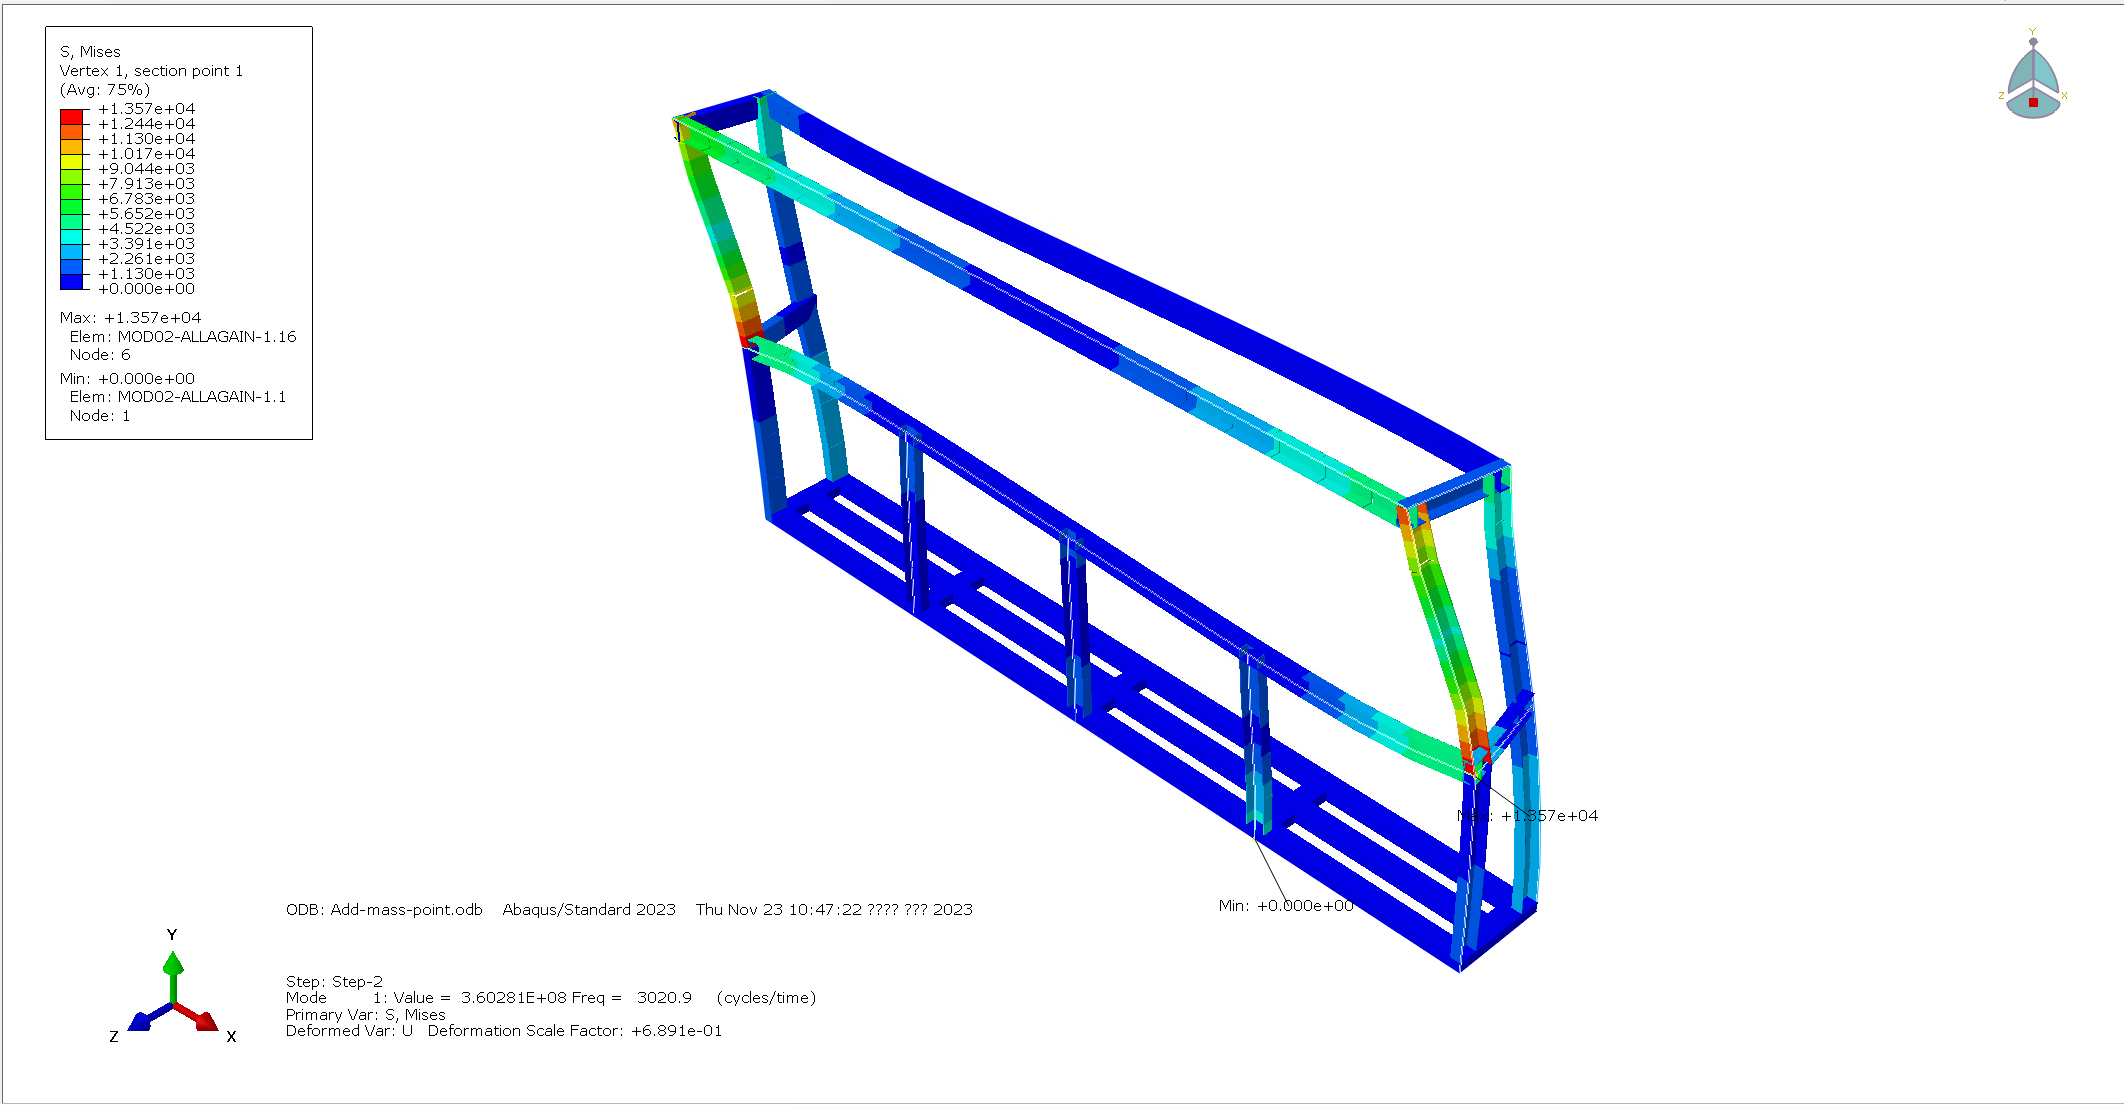 S, Mises
Vertex 1, section point 1
(Avg: 75%)
+1.357e+04
+1.244e+04
+1.130e+04
+1.017e+04
+9.044e+03
+7.913e+03
+6.783e+03
+5.652e+03
+4.522e+03
+3.391e+03
+2.261e+03
+1.130e+03
+0.000e+00
Max: +1.357e+04
Elem: MOD02-ALLAGAIN-1.16
Node: 6
Min: +0.000e+00
Elem: MOD02-ALLAGAIN-1.1
Node: 1
Y
Z X
Max: +1.357e+04
Min: +0.000e+00
ODB: Add-mass-point.odb Abaqus/Standard 2023 Thu Nov 23 10:47:22 ???? ??? 2023
Y
Z X
Step: Step-2
Mode 1: Value = 3.60281E+08 Freq = 3020.9 (cycles/time)
Primary Var: S, Mises
Deformed Var: U Deformation Scale Factor: +6.891e-01